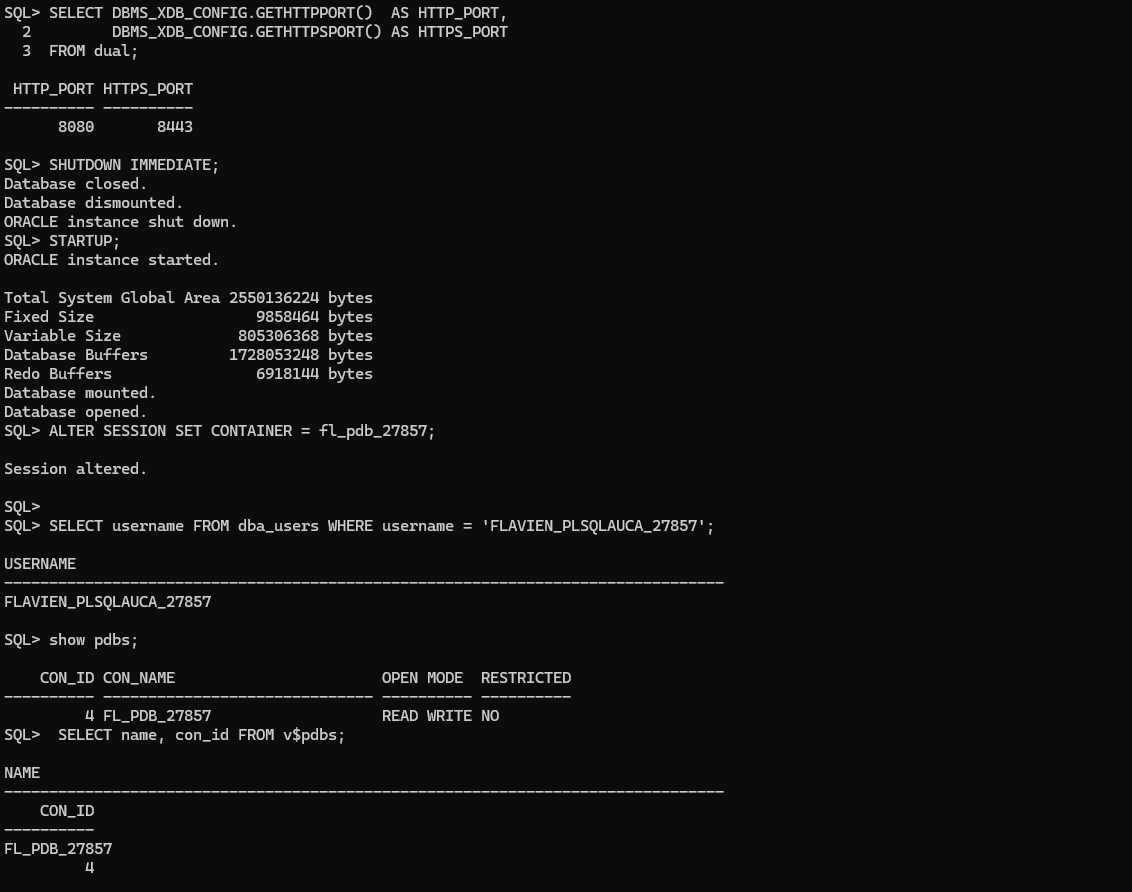 SQL> SELECT DBMS_XDB_CONFIG.GETHTTPPORT()  AS HTTP_PORT,
  2         DBMS_XDB_CONFIG.GETHTTPSPORT() AS HTTPS_PORT
  3  FROM dual;

 HTTP_PORT HTTPS_PORT
---------- ----------
      8080       8443

SQL> SHUTDOWN IMMEDIATE;
Database closed.
Database dismounted.
ORACLE instance shut down.
SQL> STARTUP;
ORACLE instance started.

Total System Global Area 2550136224 bytes
Fixed Size                  9858464 bytes
Variable Size             805306368 bytes
Database Buffers         1728053248 bytes
Redo Buffers                6918144 bytes
Database mounted.
Database opened.
SQL> ALTER SESSION SET CONTAINER = fl_pdb_27857;

Session altered.

SQL>
SQL> SELECT username FROM dba_users WHERE username = 'FLAVIEN_PLSQLAUCA_27857';

USERNAME
--------------------------------------------------------------------------------
FLAVIEN_PLSQLAUCA_27857

SQL> show pdbs;

    CON_ID CON_NAME                       OPEN MODE  RESTRICTED
---------- ------------------------------ ---------- ----------
         4 FL_PDB_27857                   READ WRITE NO
SQL>  SELECT name, con_id FROM v$pdbs;

NAME
--------------------------------------------------------------------------------
    CON_ID
----------
FL_PDB_27857
         4